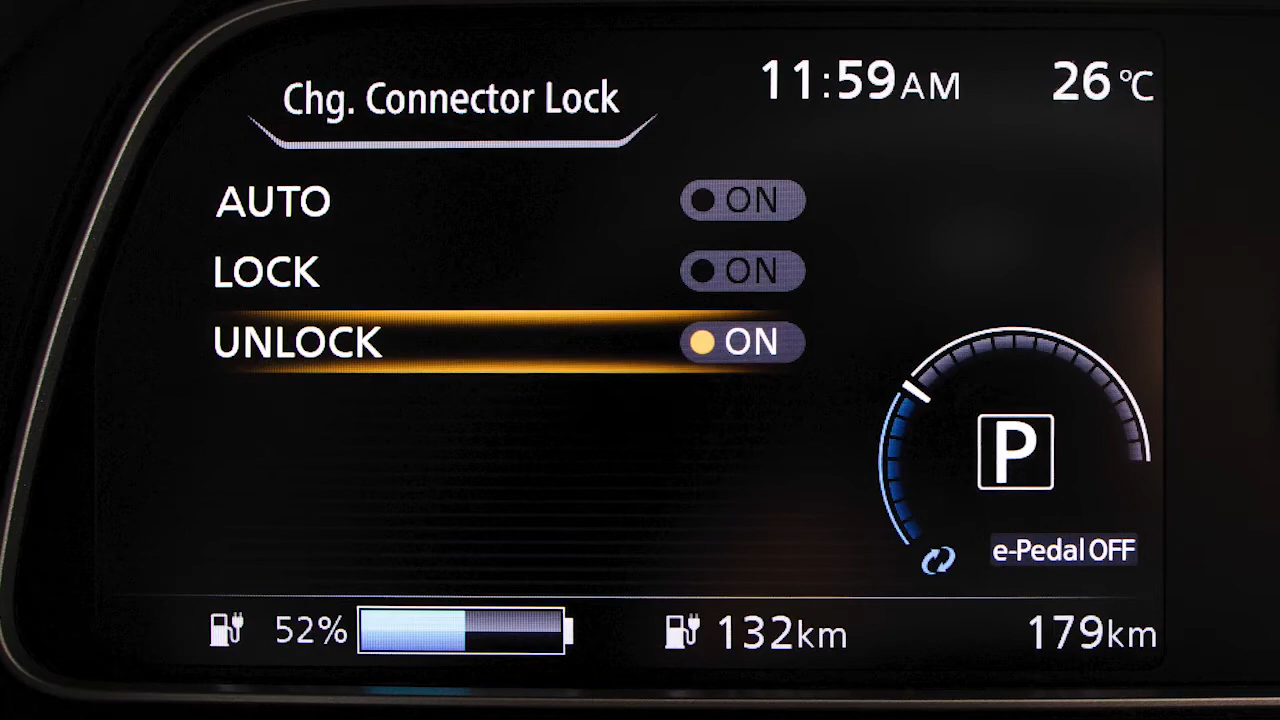 Chg. Connector Lock
11:59AM
26°C
AUTO ON
LOCK ON
UNLOCK ON
P
e-Pedal OFF
52%
132km
179km